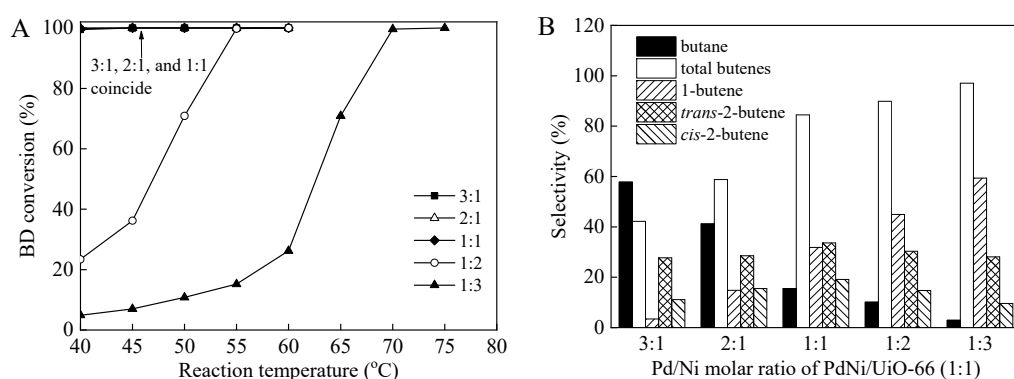 A
BD conversion (%)
100
80
60
40
20
0
3:1, 2:1, and 1:1
coincide
3:1
2:1
1:1
1:2
1:3
40 45 50 55 60 65 70 75 80
Reaction temperature (°C)
B
Selectivity (%)
120
100
80
60
40
20
0
butane
total butenes
1-butene
trans-2-butene
cis-2-butene
3:1 2:1 1:1 1:2 1:3
Pd/Ni molar ratio of PdNi/UiO-66 (1:1)